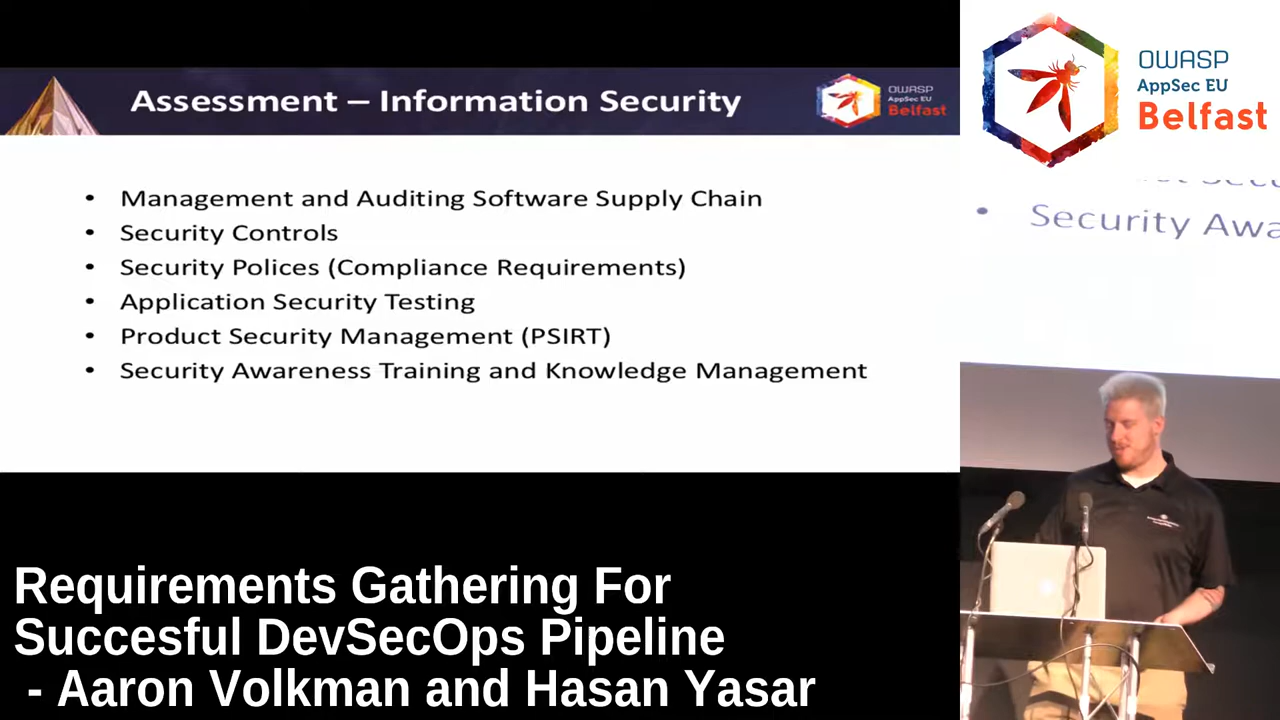 Assessment – Information Security
OWASP
AppSec EU
Belfast
• Management and Auditing Software Supply Chain
• Security Controls
• Security Polices (Compliance Requirements)
• Application Security Testing
• Product Security Management (PSIRT)
• Security Awareness Training and Knowledge Management
OWASP
AppSec EU
Belfast
• Security Awa
Requirements Gathering For
Succesful DevSecOps Pipeline
- Aaron Volkman and Hasan Yasar